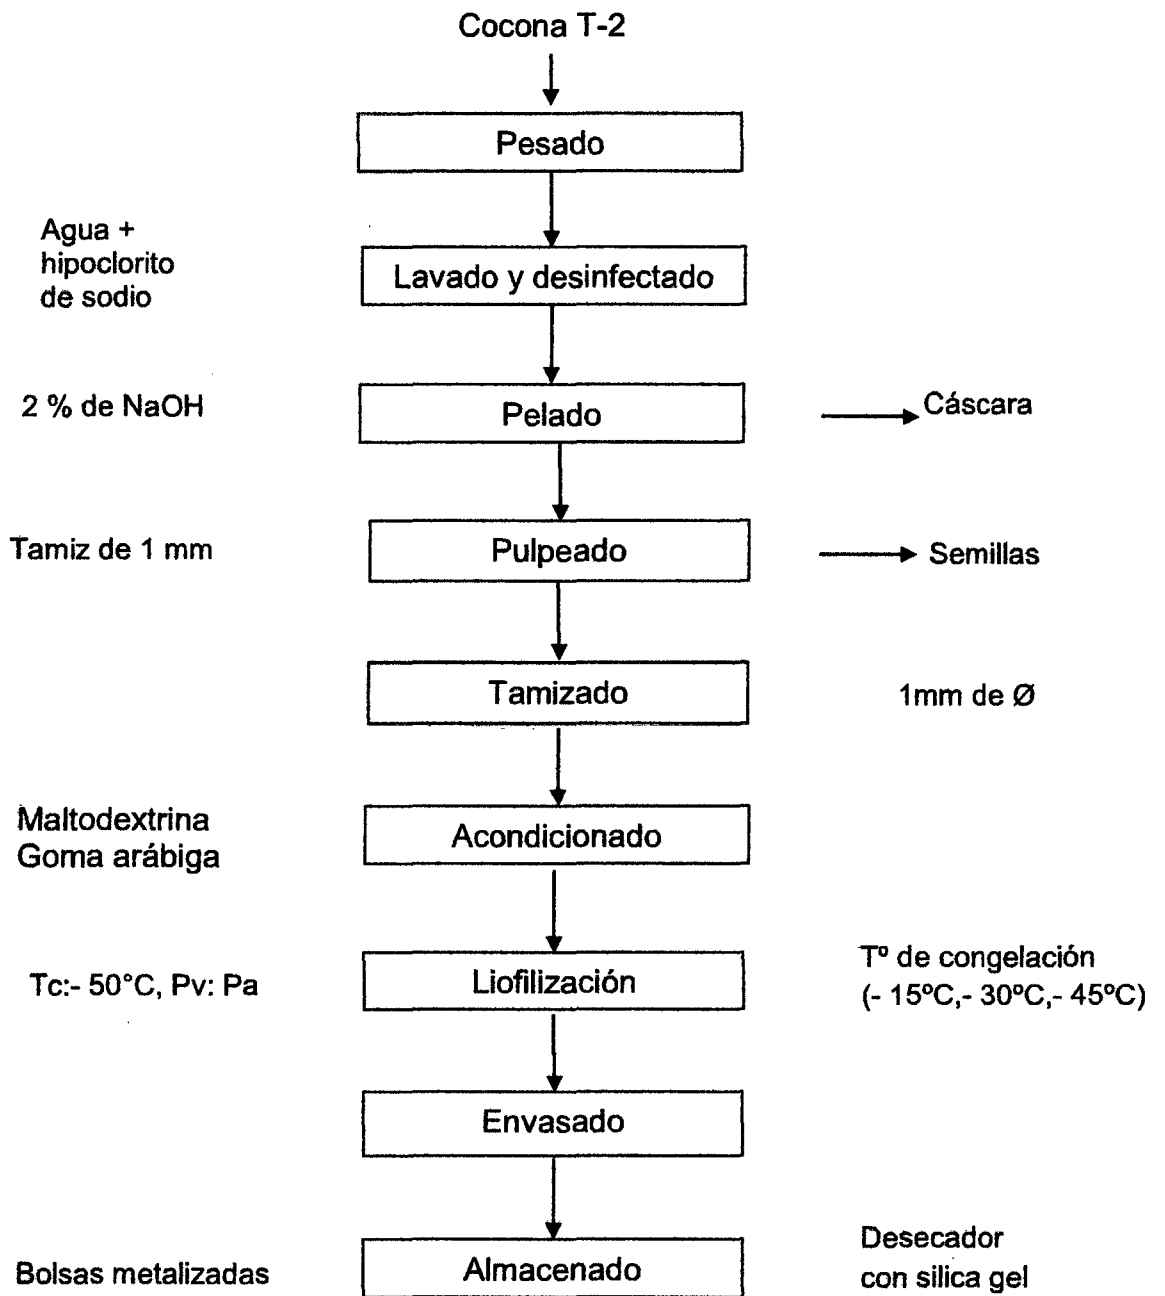 Cocona T-2
Pesado
Agua +
hipoclorito
de sodio
Lavado y desinfectado
2 % de NaOH
Pelado
Cáscara
Tamiz de 1 mm
Pulpeado
Semillas
Tamizado
1mm de Ø
Maltodextrina
Goma arábiga
Acondicionado
Tc:- 50°C, Pv: Pa
Liofilización
Tº de congelación
(- 15ºC,- 30ºC,- 45ºC)
Envasado
Bolsas metalizadas
Almacenado
Desecador
con silica gel